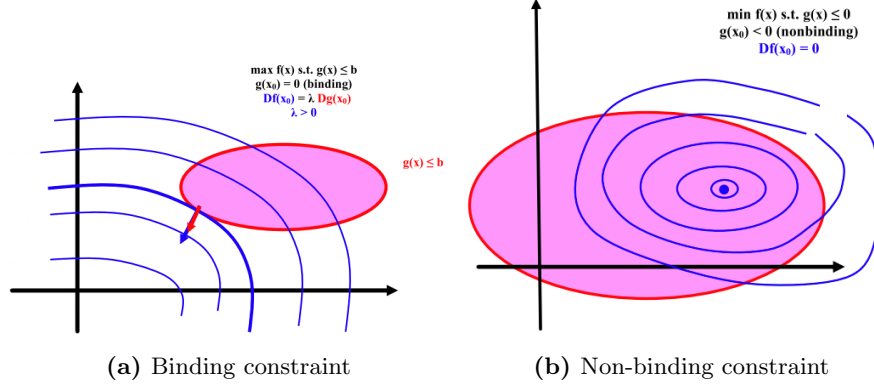 max f(x) s.t. g(x) ≤ b
g(x₀) = 0 (binding)
Df(x₀) = λ Dg(x₀)
λ > 0
g(x) ≤ b
min f(x) s.t. g(x) ≤ 0
g(x₀) < 0 (nonbinding)
Df(x₀) = 0
(a) Binding constraint
(b) Non-binding constraint